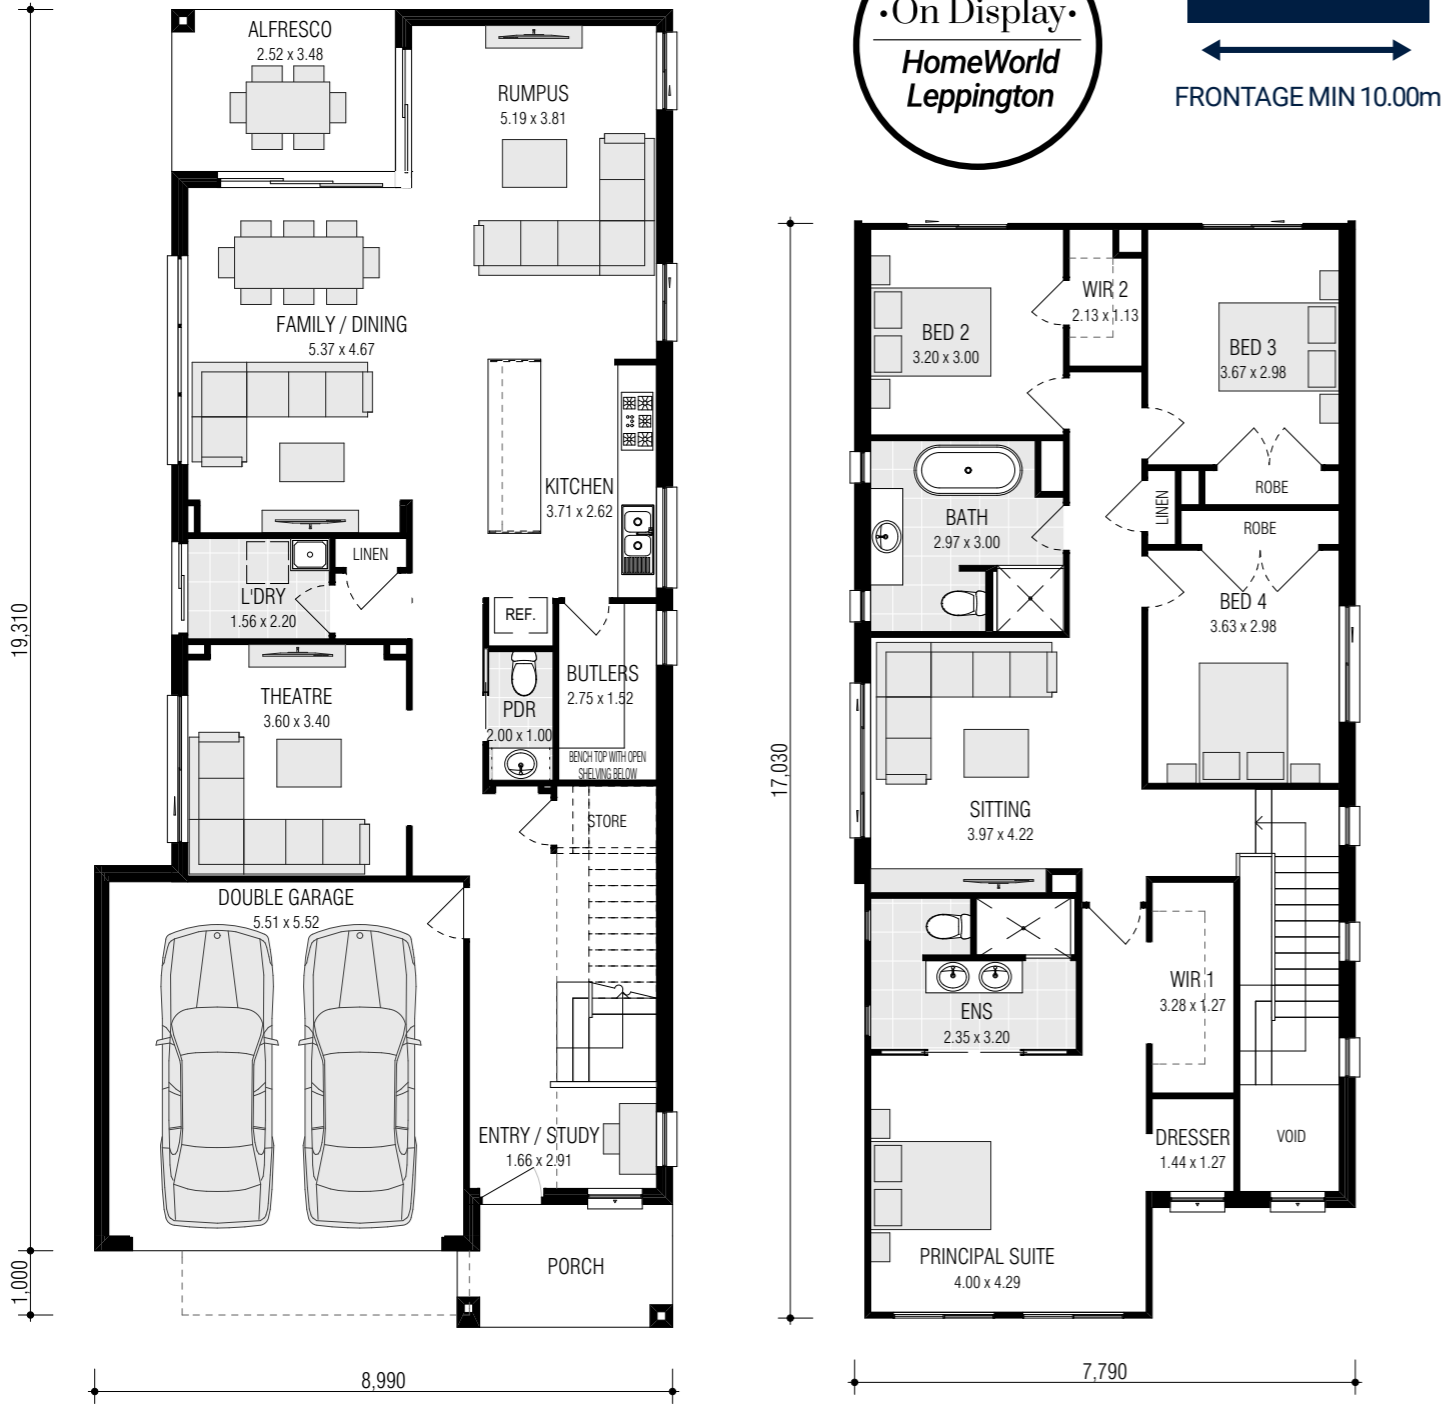 ·On Display·
HomeWorld
Leppington
FRONTAGE MIN 10.00m
ALFRESCO
2.52 x 3.48
RUMPUS
5.19 x 3.81
FAMILY / DINING
5.37 x 4.67
KITCHEN
3.71 x 2.62
LINEN
L'DRY
1.56 x 2.20
REF.
BUTLERS
2.75 x 1.52
PDR
2.00 x 1.00
BENCH TOP WITH OPEN
SHELVING BELOW
THEATRE
3.60 x 3.40
STORE
DOUBLE GARAGE
5.51 x 5.52
ENTRY / STUDY
1.66 x 2.91
PORCH
19,310
1,000
8,990
BED 2
3.20 x 3.00
WIR 2
2.13 x 1.13
BED 3
3.67 x 2.98
ROBE
LINEN
ROBE
BATH
2.97 x 3.00
BED 4
3.63 x 2.98
SITTING
3.97 x 4.22
WIR 1
3.28 x 1.27
ENS
2.35 x 3.20
DRESSER
1.44 x 1.27
VOID
PRINCIPAL SUITE
4.00 x 4.29
17,030
7,790